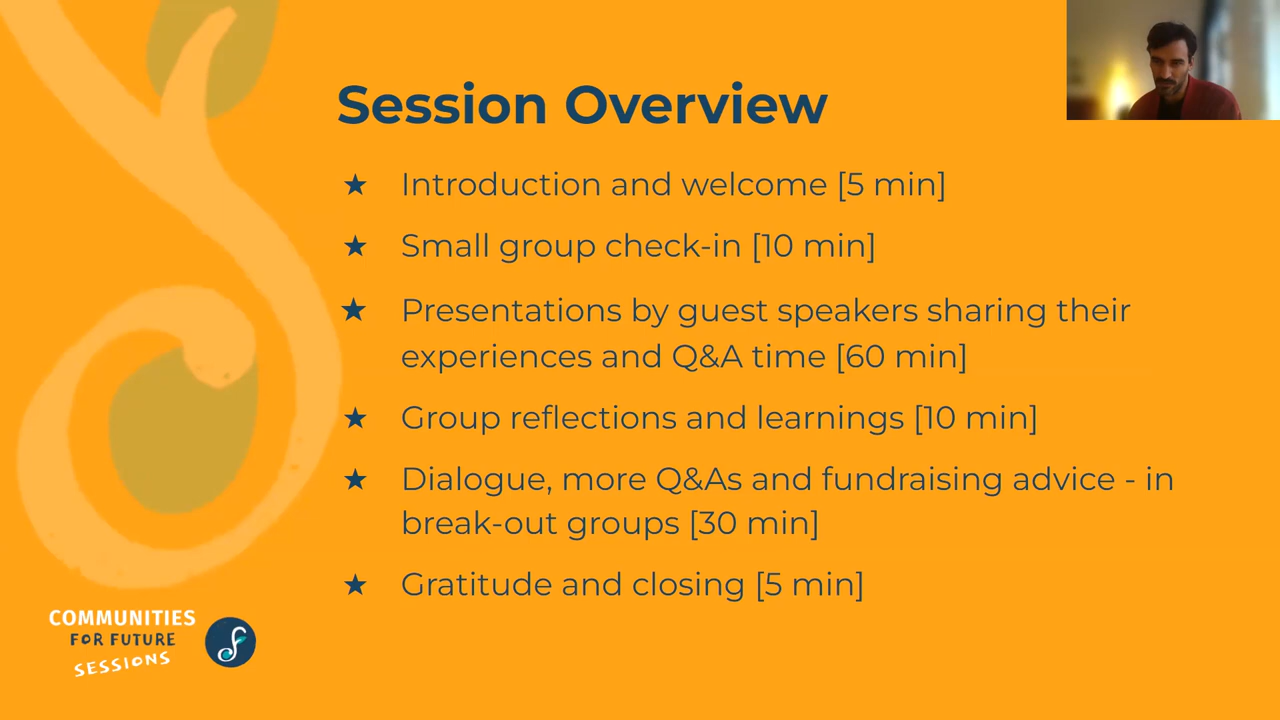 Session Overview
★ Introduction and welcome [5 min]
★ Small group check-in [10 min]
★ Presentations by guest speakers sharing their
experiences and Q&A time [60 min]
★ Group reflections and learnings [10 min]
★ Dialogue, more Q&As and fundraising advice - in
break-out groups [30 min]
★ Gratitude and closing [5 min]
COMMUNITIES
FOR FUTURE
SESSIONS